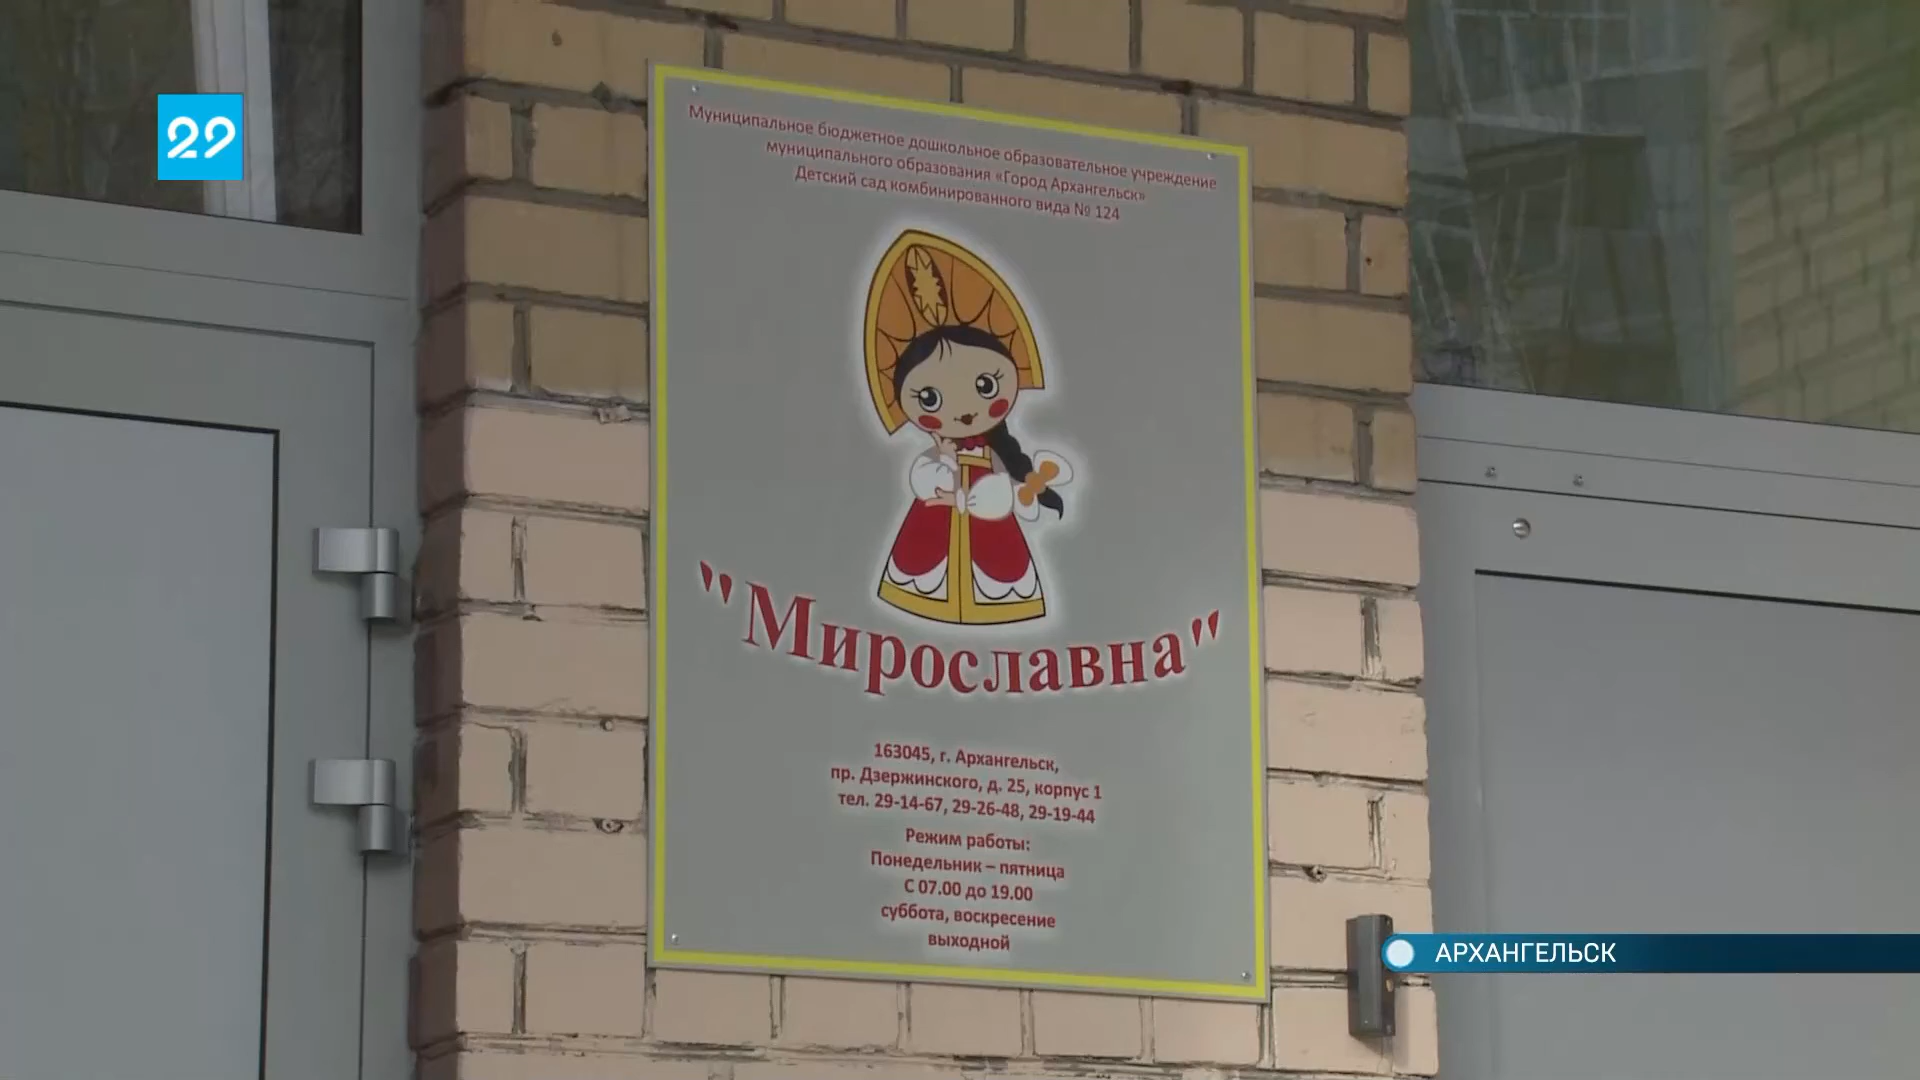 29
Муниципальное бюджетное дошкольное образовательное учреждение
муниципального образования «Город Архангельск»
Детский сад комбинированного вида № 124
"Мирославна"
163045, г. Архангельск,
пр. Дзержинского, д. 25, корпус 1
тел. 29-14-67, 29-26-48, 29-19-44
Режим работы:
Понедельник – пятница
С 07.00 до 19.00
суббота, воскресение
выходной
АРХАНГЕЛЬСК